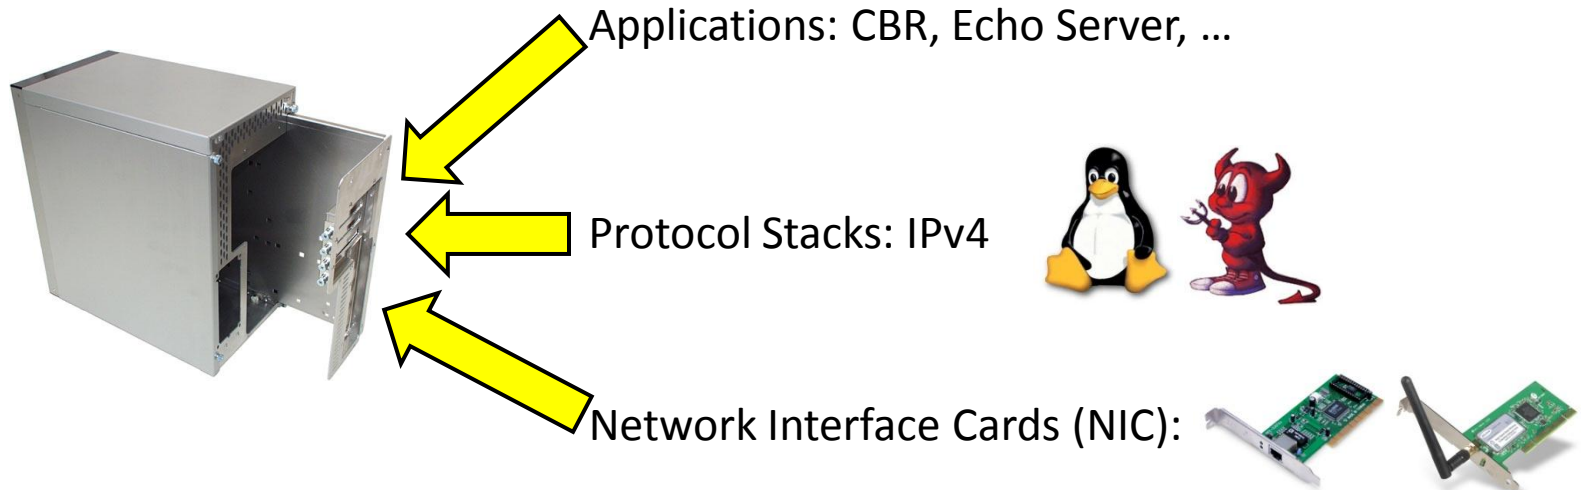 Applications: CBR, Echo Server, …
Protocol Stacks: IPv4
Network Interface Cards (NIC):